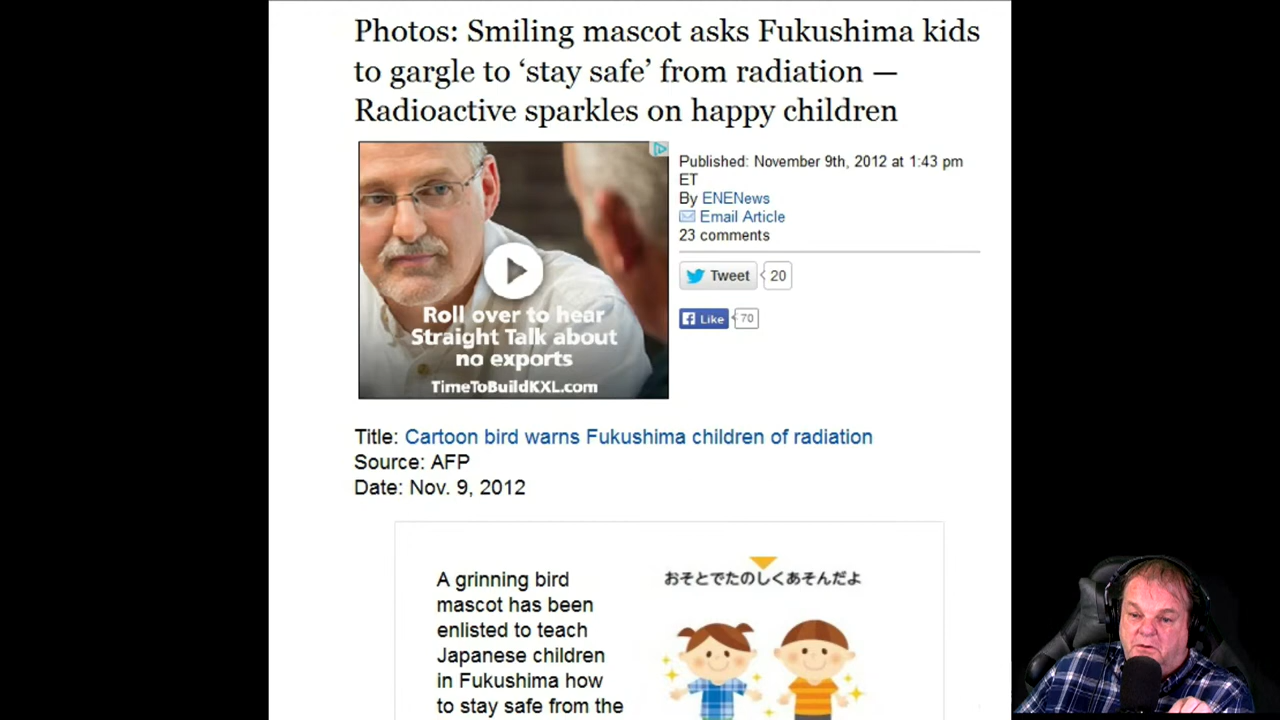 Photos: Smiling mascot asks Fukushima kids
to gargle to ‘stay safe’ from radiation —
Radioactive sparkles on happy children
Published: November 9th, 2012 at 1:43 pm
ET
By ENENews
Email Article
23 comments
Tweet 20
Like 70
Roll over to hear
Straight Talk about
no exports
TimeToBuildKXL.com
Title: Cartoon bird warns Fukushima children of radiation
Source: AFP
Date: Nov. 9, 2012
A grinning bird
mascot has been
enlisted to teach
Japanese children
in Fukushima how
to stay safe from the
おそとでたのしくあそんだよ